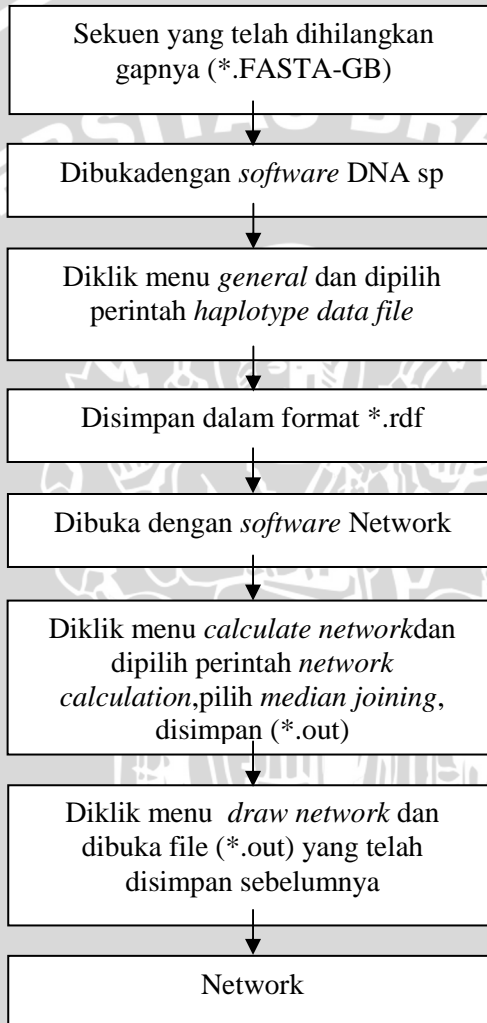 Sekuen yang telah dihilangkan
gapnya (*.FASTA-GB)
Dibukadengan software DNA sp
Diklik menu general dan dipilih
perintah haplotype data file
Disimpan dalam format *.rdf
Dibuka dengan software Network
Diklik menu calculate networkdan
dipilih perintah network
calculation,pilih median joining,
disimpan (*.out)
Diklik menu draw network dan
dibuka file (*.out) yang telah
disimpan sebelumnya
Network